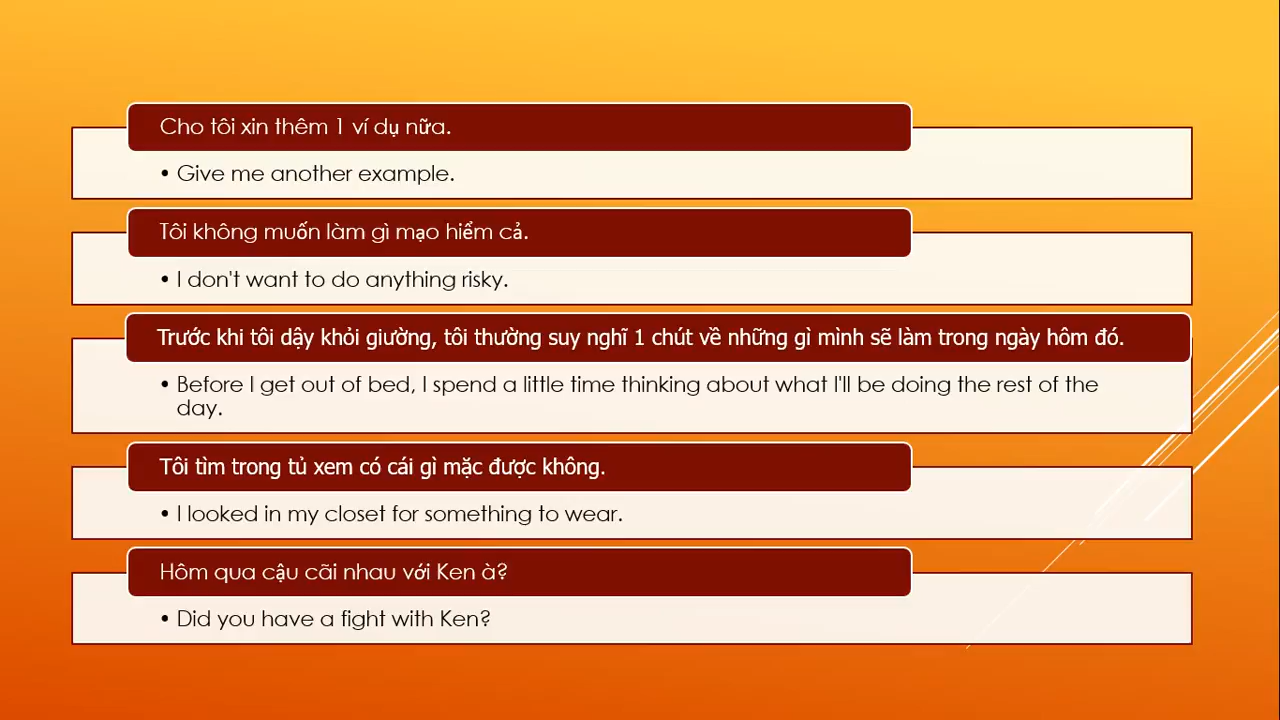 Cho tôi xin thêm 1 ví dụ nữa.
• Give me another example.
Tôi không muốn làm gì mạo hiểm cả.
• I don't want to do anything risky.
Trước khi tôi dậy khỏi giường, tôi thường suy nghĩ 1 chút về những gì mình sẽ làm trong ngày hôm đó.
• Before I get out of bed, I spend a little time thinking about what I'll be doing the rest of the
day.
Tôi tìm trong tủ xem có cái gì mặc được không.
• I looked in my closet for something to wear.
Hôm qua cậu cãi nhau với Ken à?
• Did you have a fight with Ken?